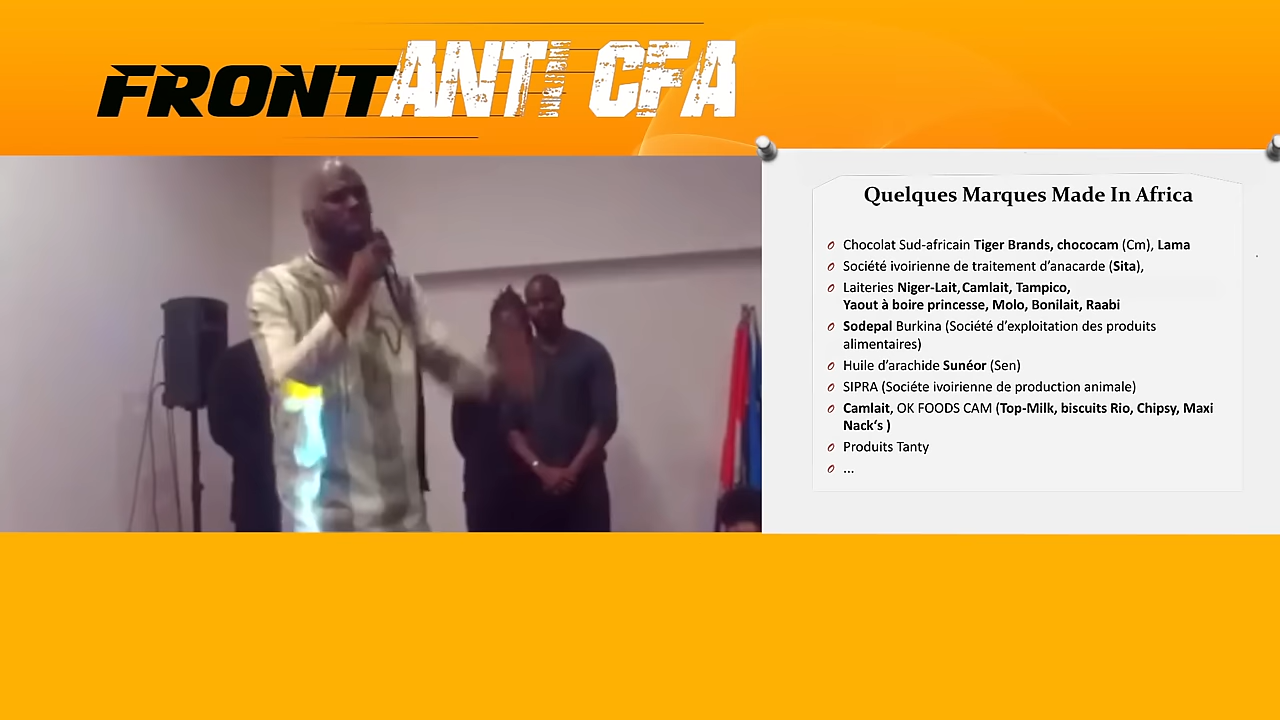 FRONT ANTI CFA
Quelques Marques Made In Africa
Chocolat Sud-africain Tiger Brands, chococam (Cm), Lama
Société ivoirienne de traitement d'anacarde (Sita),
Laiteries Niger-Lait, Camlait, Tampico,
Yaout à boire princesse, Molo, Bonilait, Raabi
Sodepal Burkina (Société d'exploitation des produits
alimentaires)
Huile d'arachide Sunéor (Sen)
SIPRA (Societe ivoirienne de production animale)
Camlait, OK FOODS CAM (Top-Milk, biscuits Rio, Chipsy, Maxi
Nack's )
Produits Tanty
...